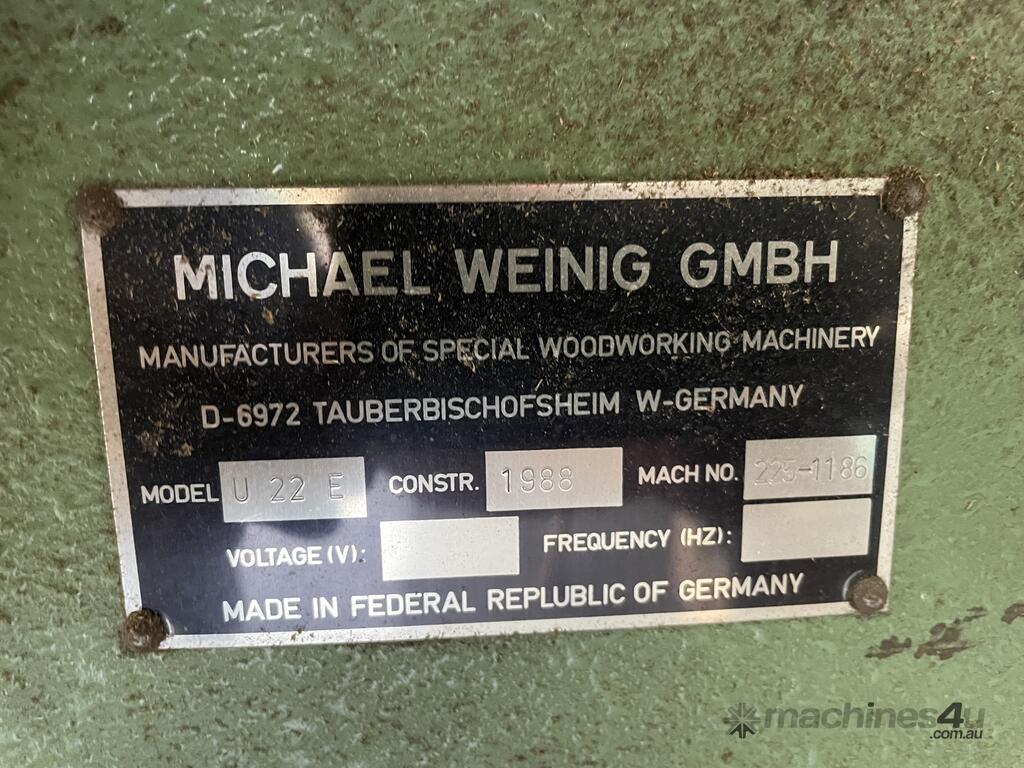 MICHAEL WEINIG GMBH
MANUFACTURERS OF SPECIAL WOODWORKING MACHINERY
D-6972 TAUBERBISCHOFSHEIM W-GERMANY
MODEL U 22 E CONSTR. 1988 MACH NO. 225-1186
VOLTAGE (V): FREQUENCY (HZ):
MADE IN FEDERAL REPLUBLIC OF GERMANY
machines4u
.com.au